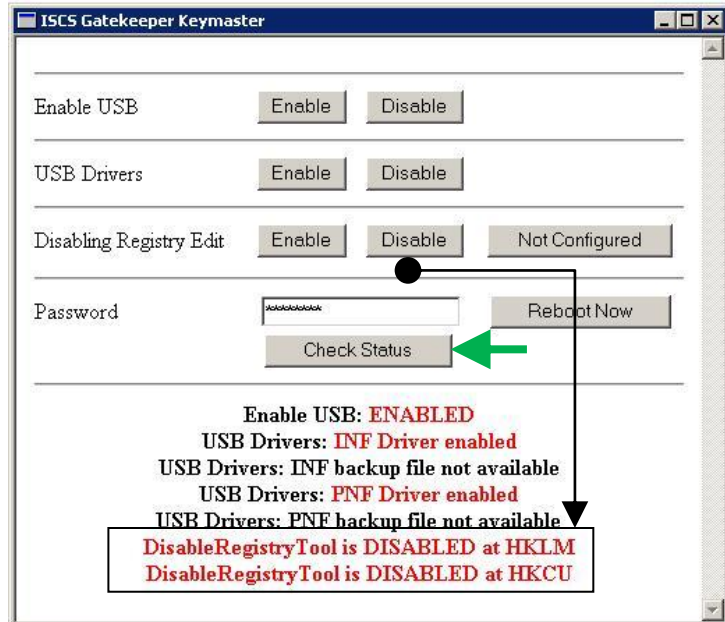 ISCS Gatekeeper Keymaster
Enable USB Enable Disable
USB Drivers Enable Disable
Disabling Registry Edit Enable Disable Not Configured
Password ********* Reboot Now
Check Status
Enable USB: ENABLED
USB Drivers: INF Driver enabled
USB Drivers: INF backup file not available
USB Drivers: PNF Driver enabled
USB Drivers: PNF backup file not available
DisableRegistryTool is DISABLED at HKLM
DisableRegistryTool is DISABLED at HKCU